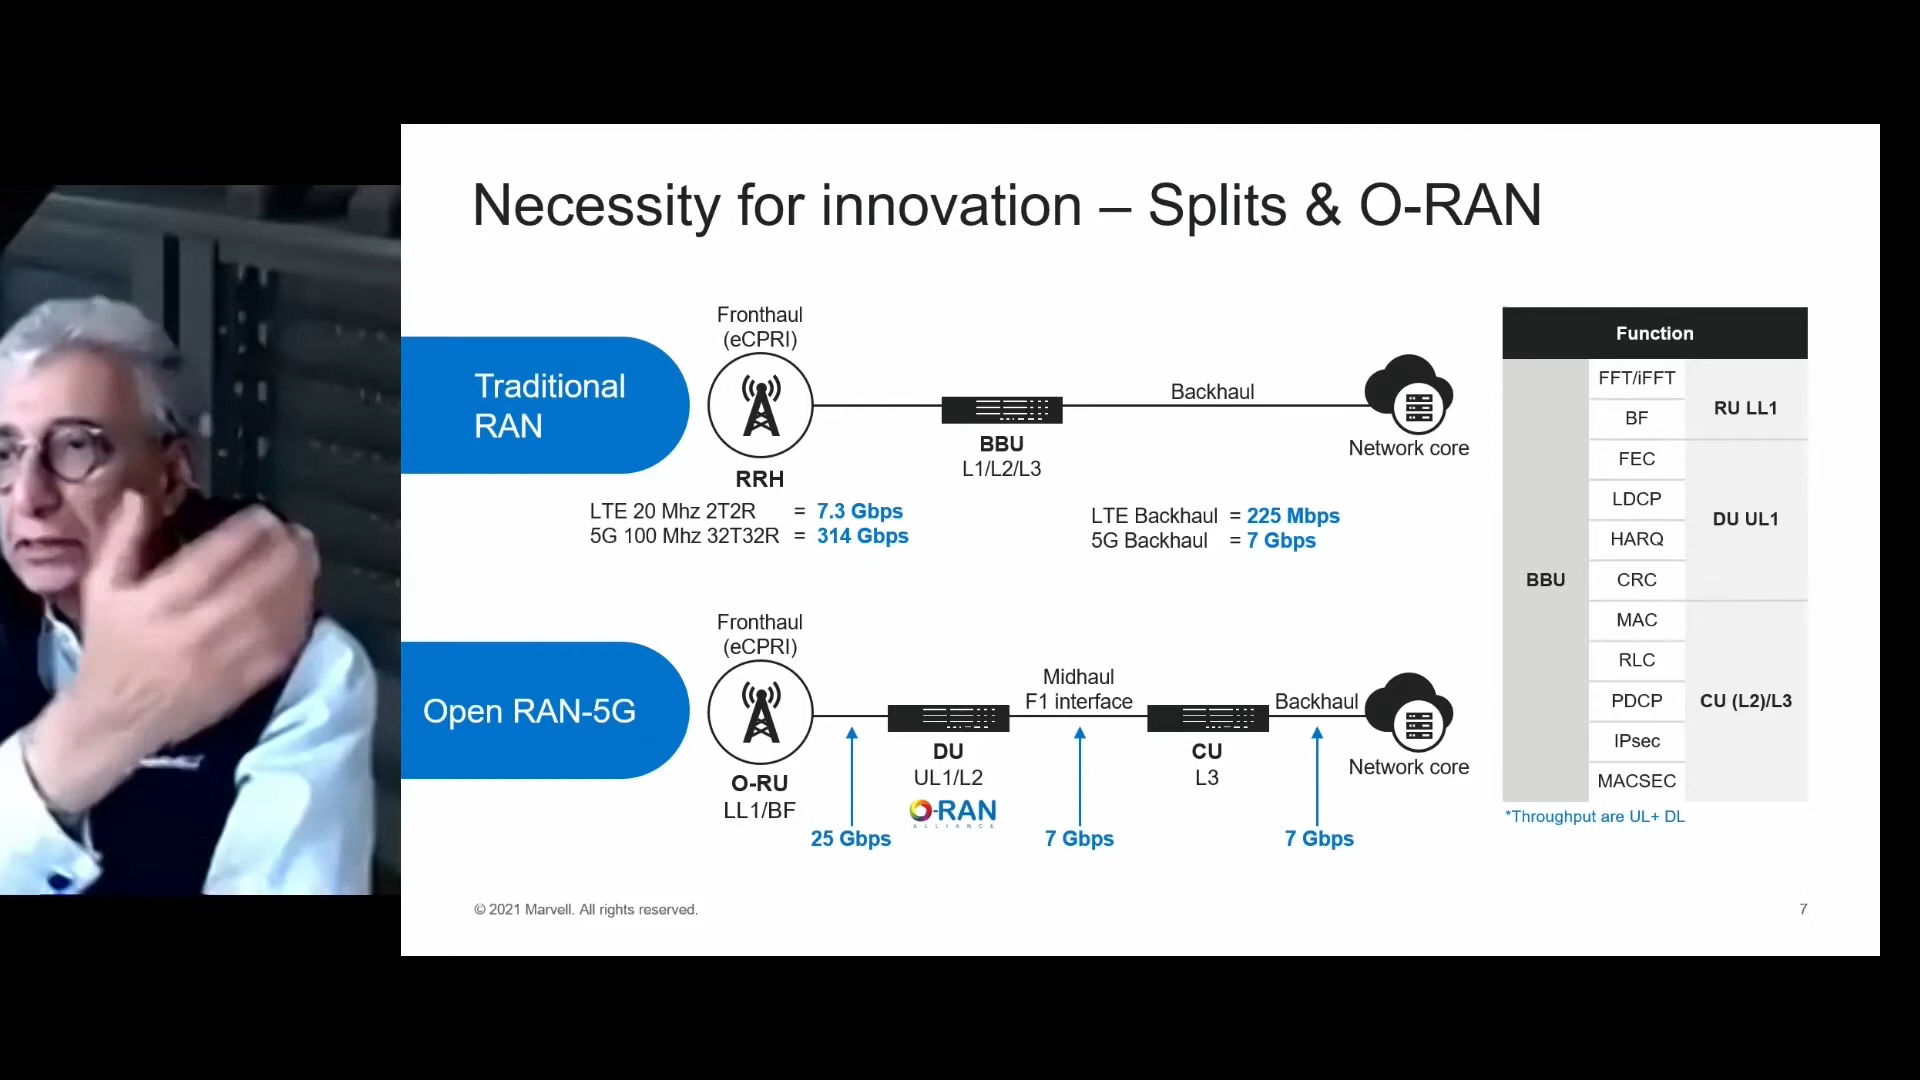 Necessity for innovation – Splits & O-RAN
Traditional
RAN
Fronthaul
(eCPRI)
RRH
LTE 20 Mhz 2T2R = 7.3 Gbps
5G 100 Mhz 32T32R = 314 Gbps
BBU
L1/L2/L3
Backhaul
Network core
LTE Backhaul = 225 Mbps
5G Backhaul = 7 Gbps
Open RAN-5G
Fronthaul
(eCPRI)
O-RU
LL1/BF
25 Gbps
DU
UL1/L2
O-RAN
ALLIANCE
Midhaul
F1 interface
7 Gbps
CU
L3
Backhaul
7 Gbps
Network core
Function
BBU
FFT/iFFT
BF
FEC
LDCP
HARQ
CRC
MAC
RLC
PDCP
IPsec
MACSEC
RU LL1
DU UL1
CU (L2)/L3
*Throughput are UL+ DL
© 2021 Marvell. All rights reserved.
7